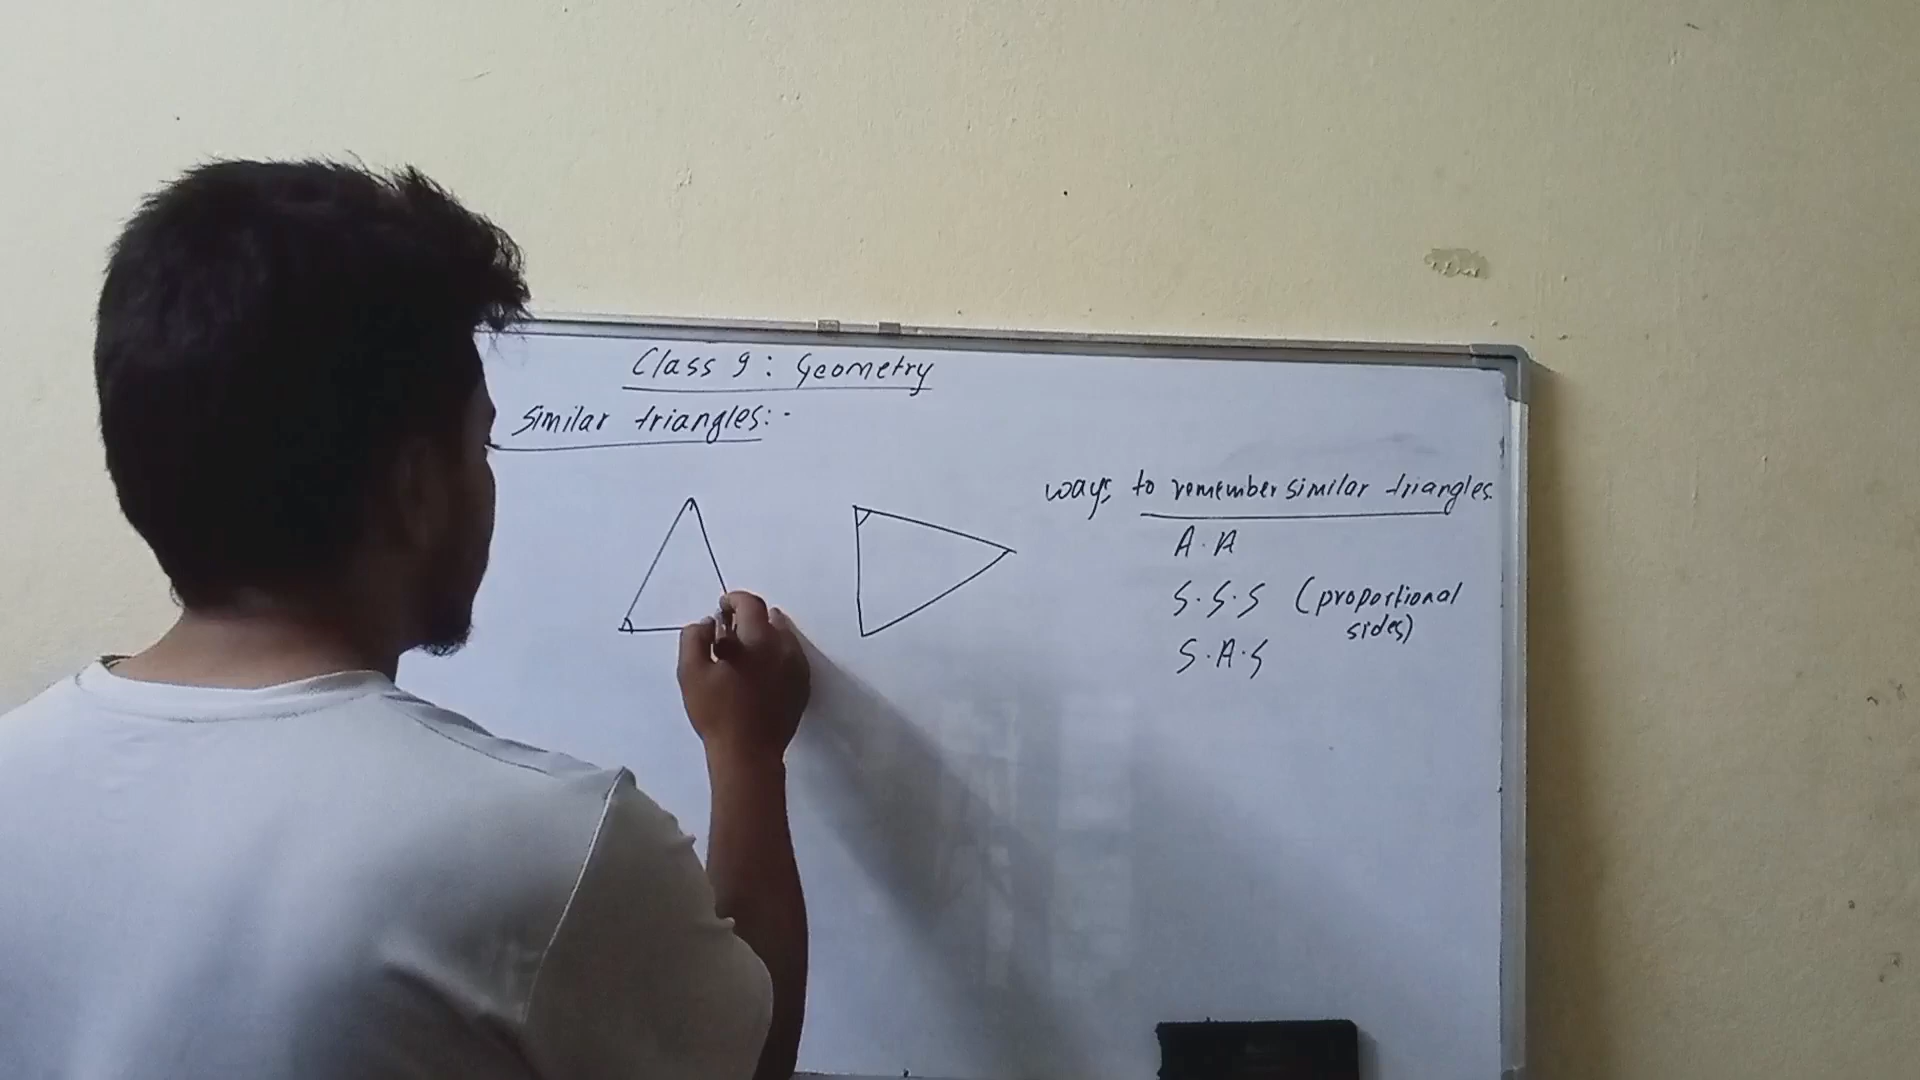 Class 9 : Geometry
Similar triangles:-
ways to remember similar triangles
A.A
S.S.S (proportional
sides)
S.A.S